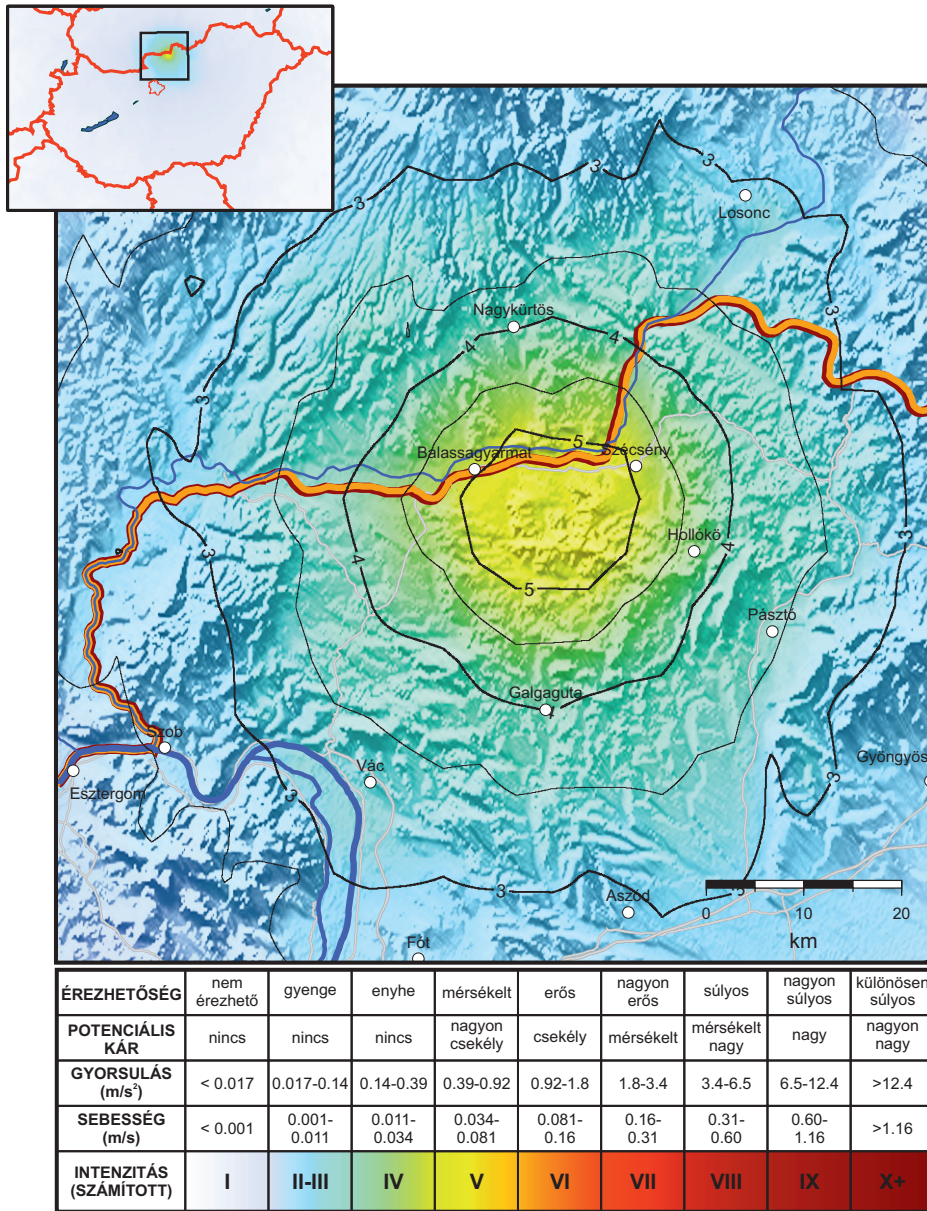 3
3
Losonc
3
Nagykürtös
4
4
3
3
5
Balassagyarmat
Szécsény
Hollókö
4
4
3
3
5
Pásztó
Galgaguta
4
Szob
Vác
3
Gyöngyös
Esztergom
3
3
Aszód
3
0 10 20
km
Fót
ÉREZHETŐSÉG nem érezhető gyenge enyhe mérsékelt erős nagyon erős súlyos nagyon súlyos különösen súlyos
POTENCIÁLIS KÁR nincs nincs nincs nagyon csekély csekély mérsékelt mérsékelt nagy nagy nagyon nagy
GYORSULÁS (m/s²) < 0.017 0.017-0.14 0.14-0.39 0.39-0.92 0.92-1.8 1.8-3.4 3.4-6.5 6.5-12.4 >12.4
SEBESSÉG (m/s) < 0.001 0.001-0.011 0.011-0.034 0.034-0.081 0.081-0.16 0.16-0.31 0.31-0.60 0.60-1.16 >1.16
INTENZITÁS (SZÁMÍTOTT) I II-III IV V VI VII VIII IX X+